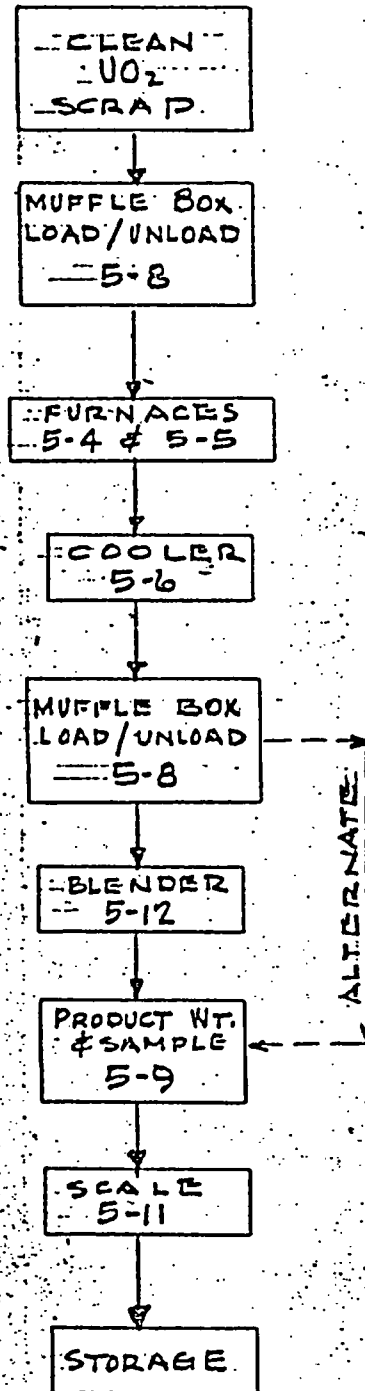 CLEAN
UO₂
SCRAP.
MUFFLE BOX
LOAD/UNLOAD
5-8
FURNACES
5-4 & 5-5
COOLER
5-6
MUFFLE BOX
LOAD/UNLOAD
5-8
ALTERNATE
BLENDER
5-12
PRODUCT WT.
& SAMPLE
5-9
SCALE
5-11
STORAGE